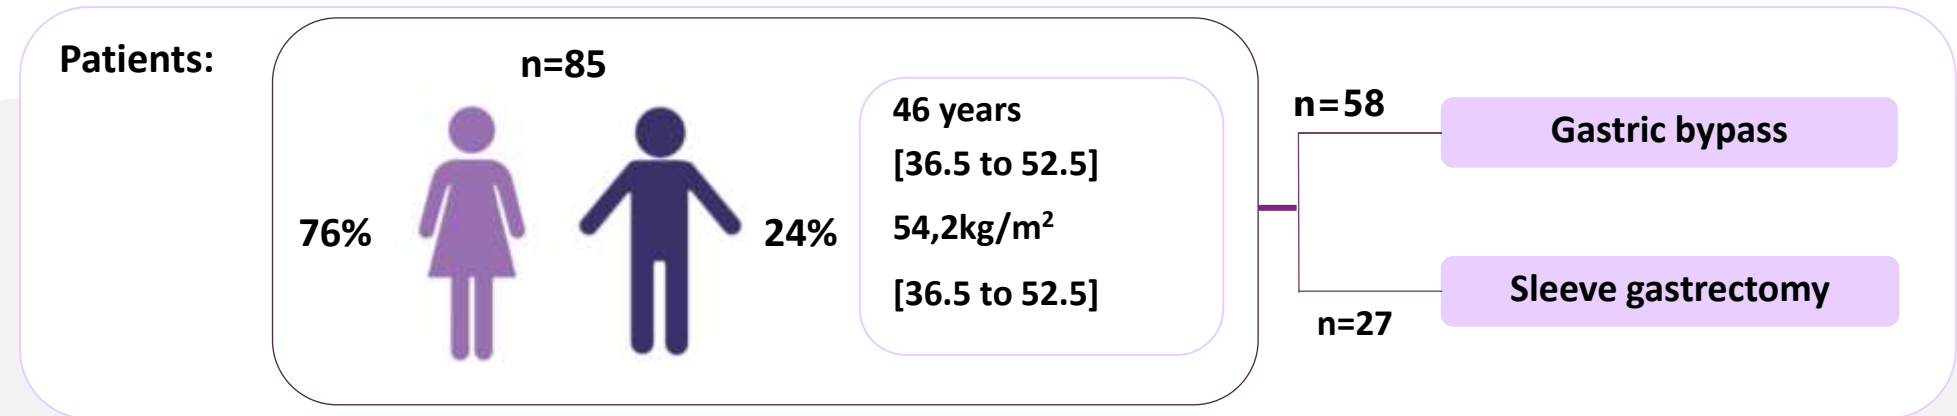 Patients:
n=85
76%
24%
46 years
[36.5 to 52.5]
54,2kg/m²
[36.5 to 52.5]
n=58
Gastric bypass
n=27
Sleeve gastrectomy